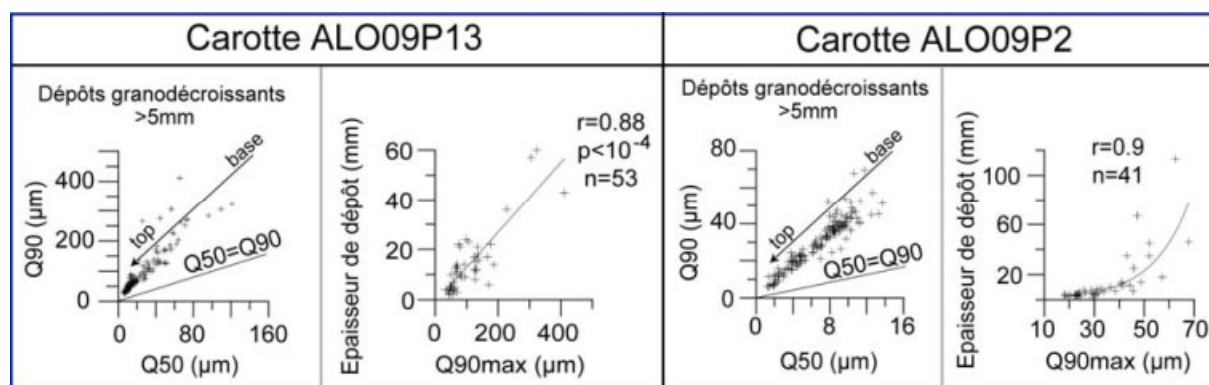 Carotte ALO09P13
Dépôts granodécroissants
>5mm
base
top
Q50=Q90
Q90 (µm)
400
200
0
0
80
160
Q50 (µm)
Epaisseur de dépôt (mm)
60
40
20
0
0
200
400
Q90max (µm)
r=0.88
p<10⁻⁴
n=53
Carotte ALO09P2
Dépôts granodécroissants
>5mm
base
top
Q50=Q90
Q90 (µm)
80
40
0
0
8
16
Q50 (µm)
Epaisseur de dépôt (mm)
100
60
20
10
30
50
70
Q90max (µm)
r=0.9
n=41